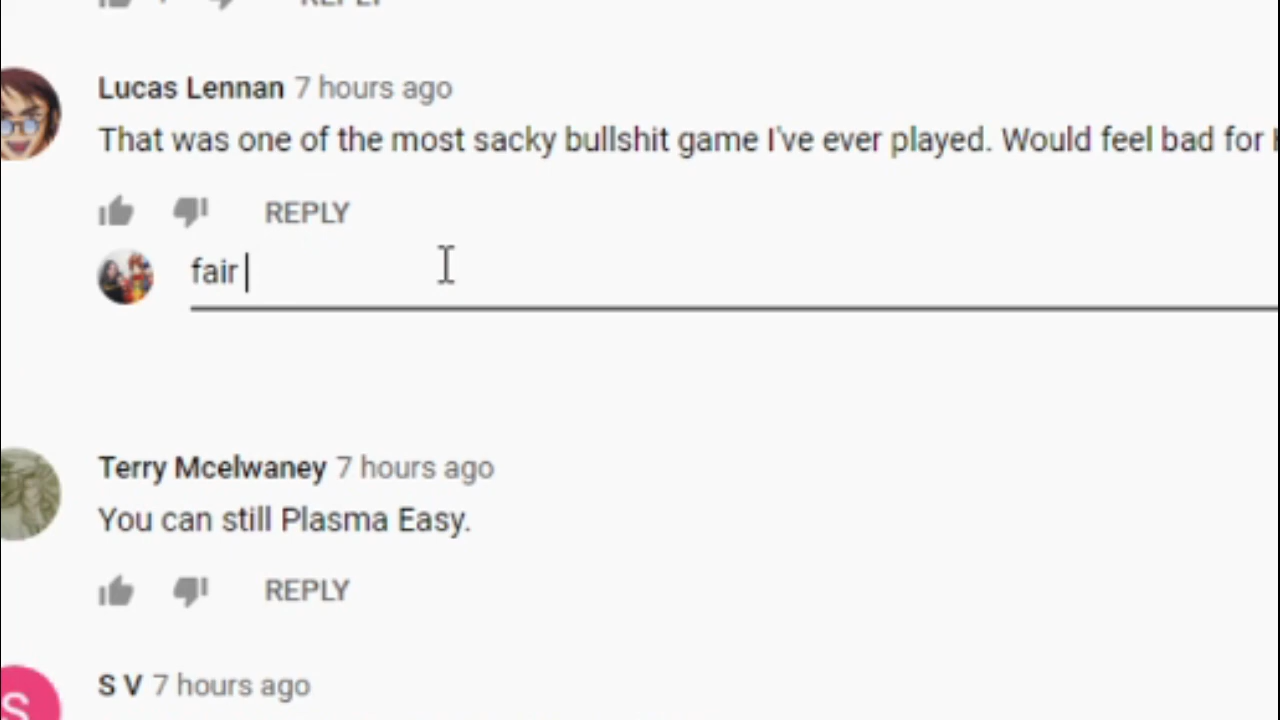 REPLY
Lucas Lennan 7 hours ago
That was one of the most sacky bullshit game I've ever played. Would feel bad for
REPLY
fair
Terry Mcelwaney 7 hours ago
You can still Plasma Easy.
REPLY
S V 7 hours ago
S